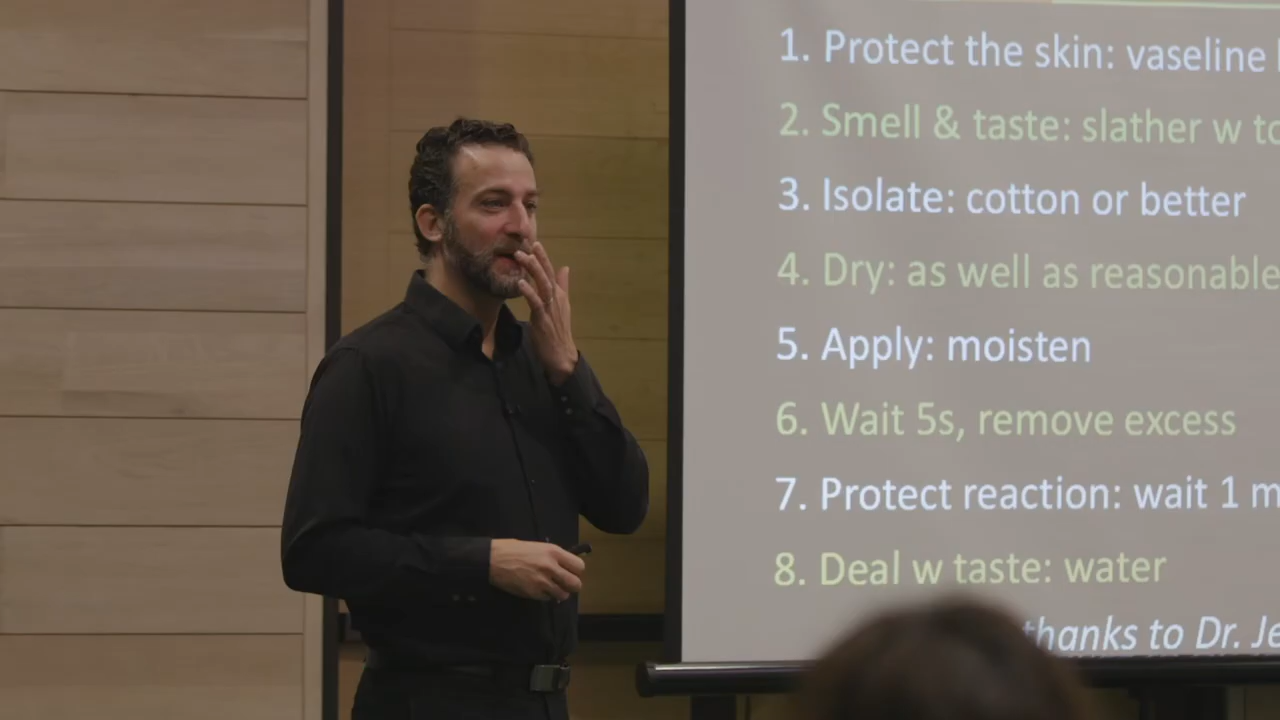 1. Protect the skin: vaseline
2. Smell & taste: slather w
3. Isolate: cotton or better
4. Dry: as well as reasonable
5. Apply: moisten
6. Wait 5s, remove excess
7. Protect reaction: wait 1
8. Deal w taste: water
thanks to Dr.